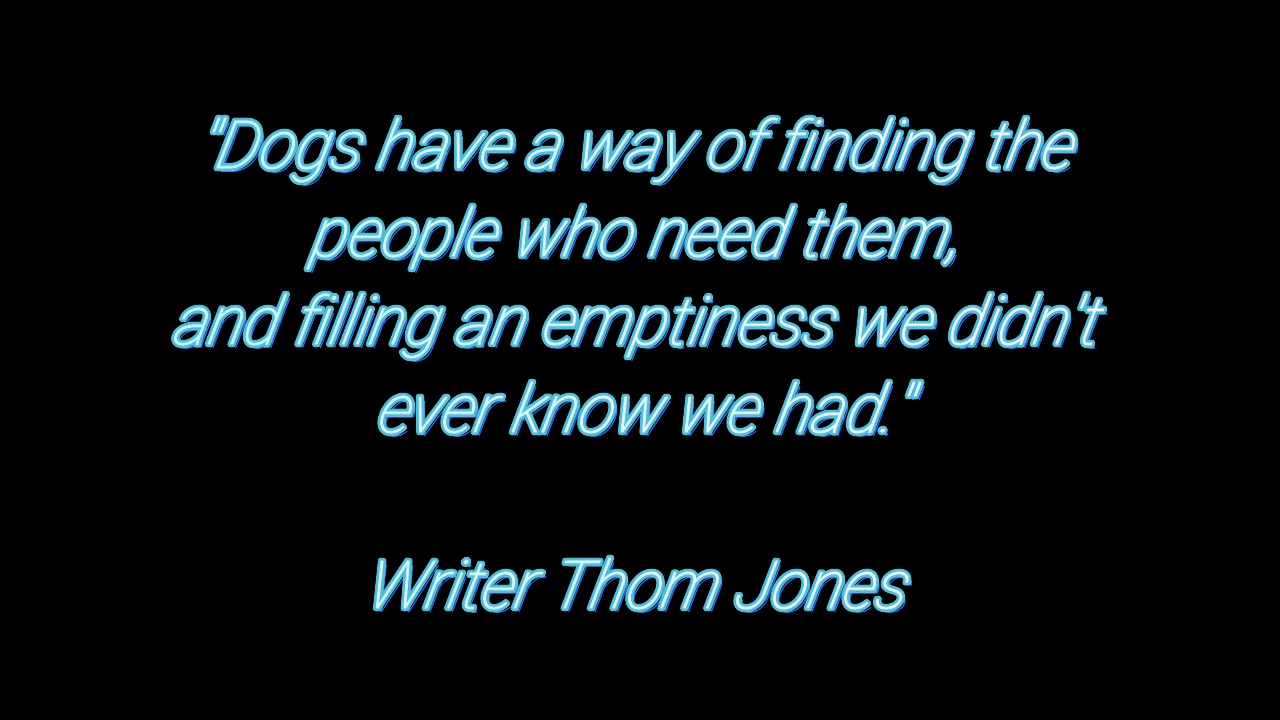 "Dogs have a way of finding the
people who need them,
and filling an emptiness we didn't
ever know we had."
Writer Thom Jones